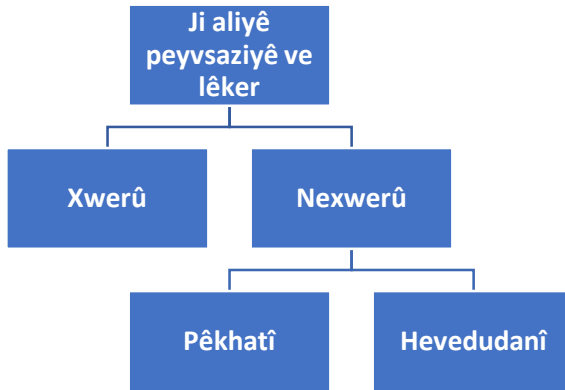 Ji aliyê
peyvsaziyê ve
lêker
Xwerû
Nexwerû
Pêkhatî
Hevedudanî